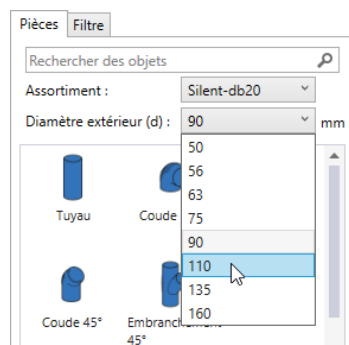 Pièces Filtre
Rechercher des objets
Assortiment : Silent-db20
Diamètre extérieur (d) : 90 mm
50
56
63
75
90
110
135
160
Tuyau Coude
Coude 45° Embranchement
45°